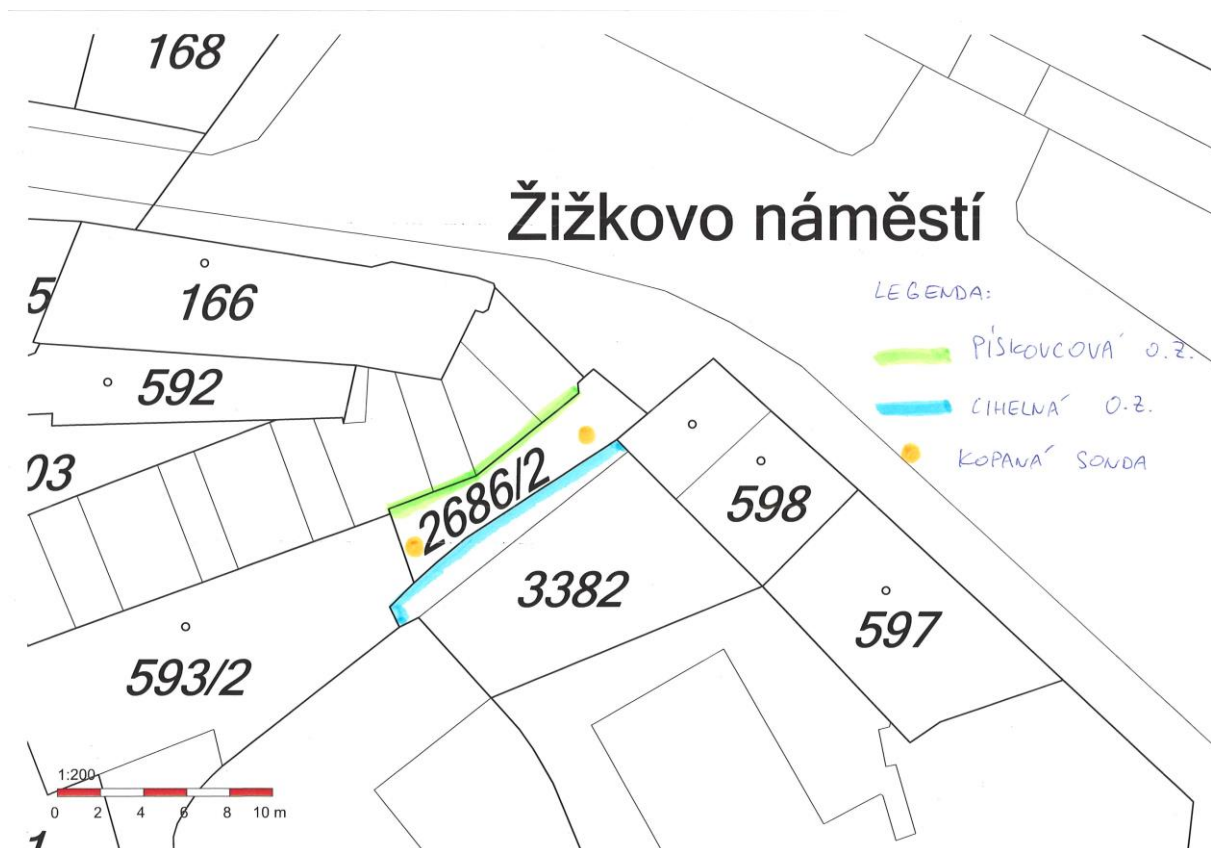 168
Žižkovo náměstí
5
166
LEGENDA:
PÍSKOVCOVÁ O.Z.
592
CIHELNÁ O.Z.
03
KOPANÁ SONDA
2686/2
598
3382
597
593/2
1:200
0 2 4 6 8 10 m
1